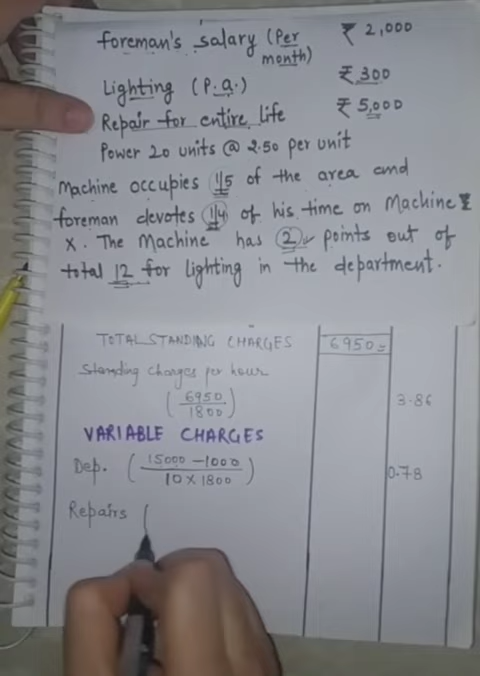 foreman's salary (Per month) ₹ 2,000
Lighting (P.a.) ₹ 300
Repair for entire life ₹ 5,000
Power 20 units @ 2.50 per unit
Machine occupies 1/5 of the area and
foreman devotes 1/4 of his time on Machine
X. The Machine has 2 points out of
total 12 for lighting in the department.
TOTAL STANDING CHARGES 6950
Standing charges per hour
(6950/1800) 3.86
VARIABLE CHARGES
Dep. (15000-1000/10×1800) 0.78
Repairs (